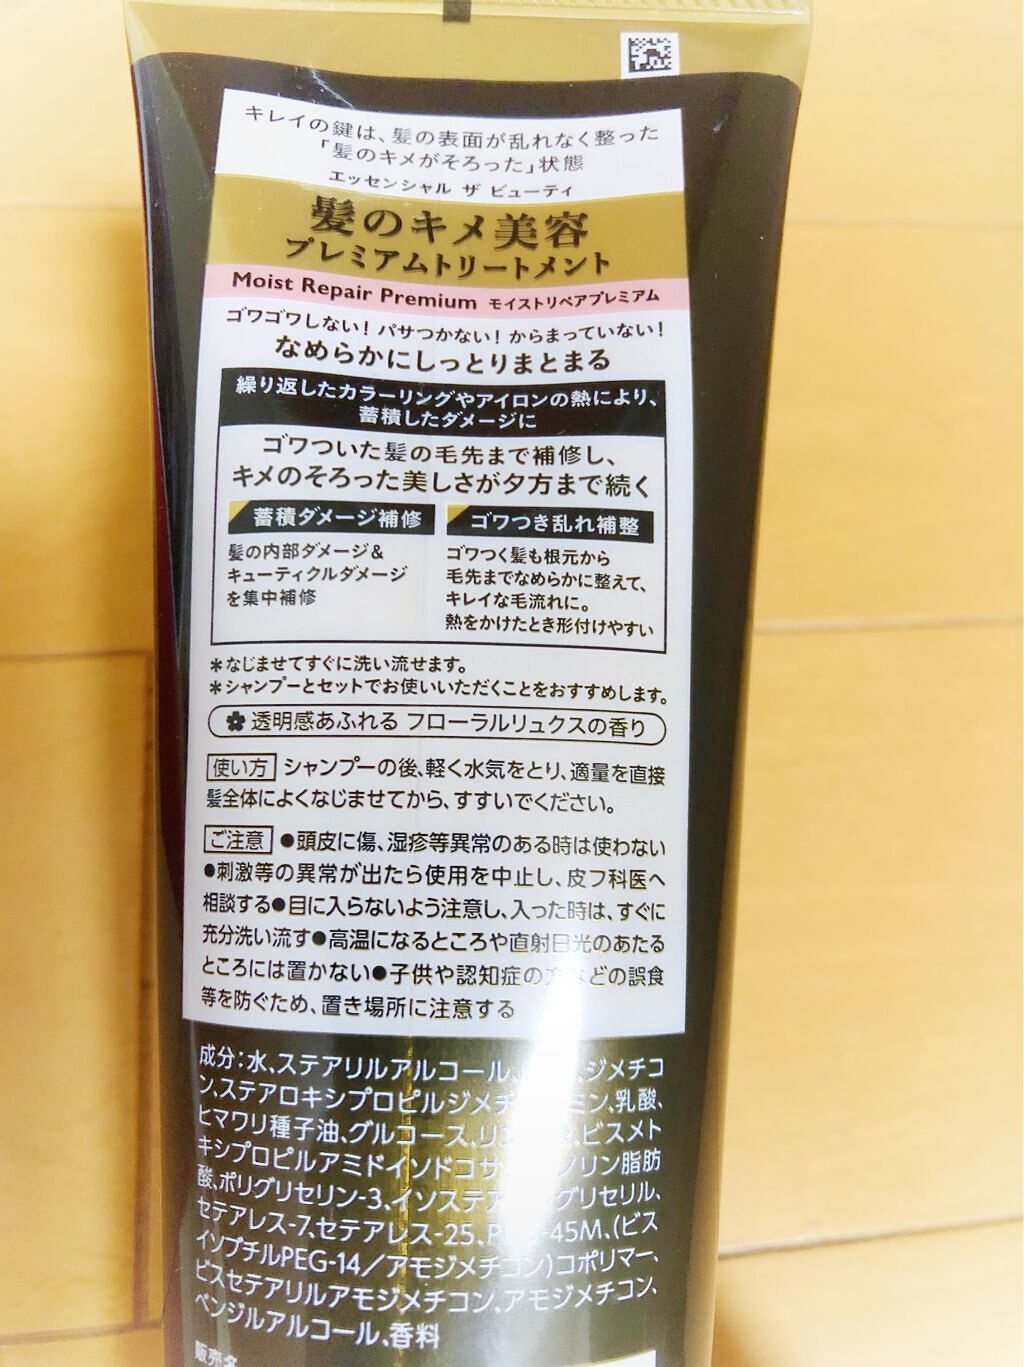 キレイの鍵は、髪の表面が乱れなく整った
「髪のキメがそろった」状態
エッセンシャル ザ ビューティ
髪のキメ美容
プレミアムトリートメント
Moist Repair Premium モイストリペアプレミアム
ゴワゴワしない!パサつかない!からまっていない!
なめらかにしっとりまとまる
繰り返したカラーリングやアイロンの熱により、
蓄積したダメージに
ゴワついた髪の毛先まで補修し、
キメのそろった美しさが夕方まで続く
蓄積ダメージ補修
髪の内部ダメージ&
キューティクルダメージ
を集中補修
ゴワつき乱れ補整
ゴワつく髪も根元から
毛先までなめらかに整えて、
キレイな毛流れに。
熱をかけたとき形付けやすい
*なじませてすぐに洗い流せます。
*シャンプーとセットでお使いいただくことをおすすめします。
透明感あふれる フローラルリュクスの香り
使い方 シャンプーの後、軽く水気をとり、適量を直接
髪全体によくなじませてから、すすいでください。
ご注意 ●頭皮に傷、湿疹等異常のある時は使わない
●刺激等の異常が出たら使用を中止し、皮フ科医へ
相談する●目に入らないよう注意し、入った時は、すぐに
充分洗い流す●高温になるところや直射日光のあたる
ところには置かない●子供や認知症の方などの誤食
等を防ぐため、置き場所に注意する
成分:水、ステアリルアルコール、ジメチコ
ン、ステアロキシプロピルジメチ ミン、乳酸、
ヒマワリ種子油、グルコース、リン 、ビスメト
キシプロピルアミドイソドコサ ノリン脂肪
酸、ポリグリセリン-3、イソステア グリセリル、
セテアレス-7、セテアレス-25、 -45M、(ビス
イソブチルPEG-14/アモジメチコン)コポリマー、
ビスセテアリルアモジメチコン、アモジメチコン、
ベンジルアルコール、香料
販売名